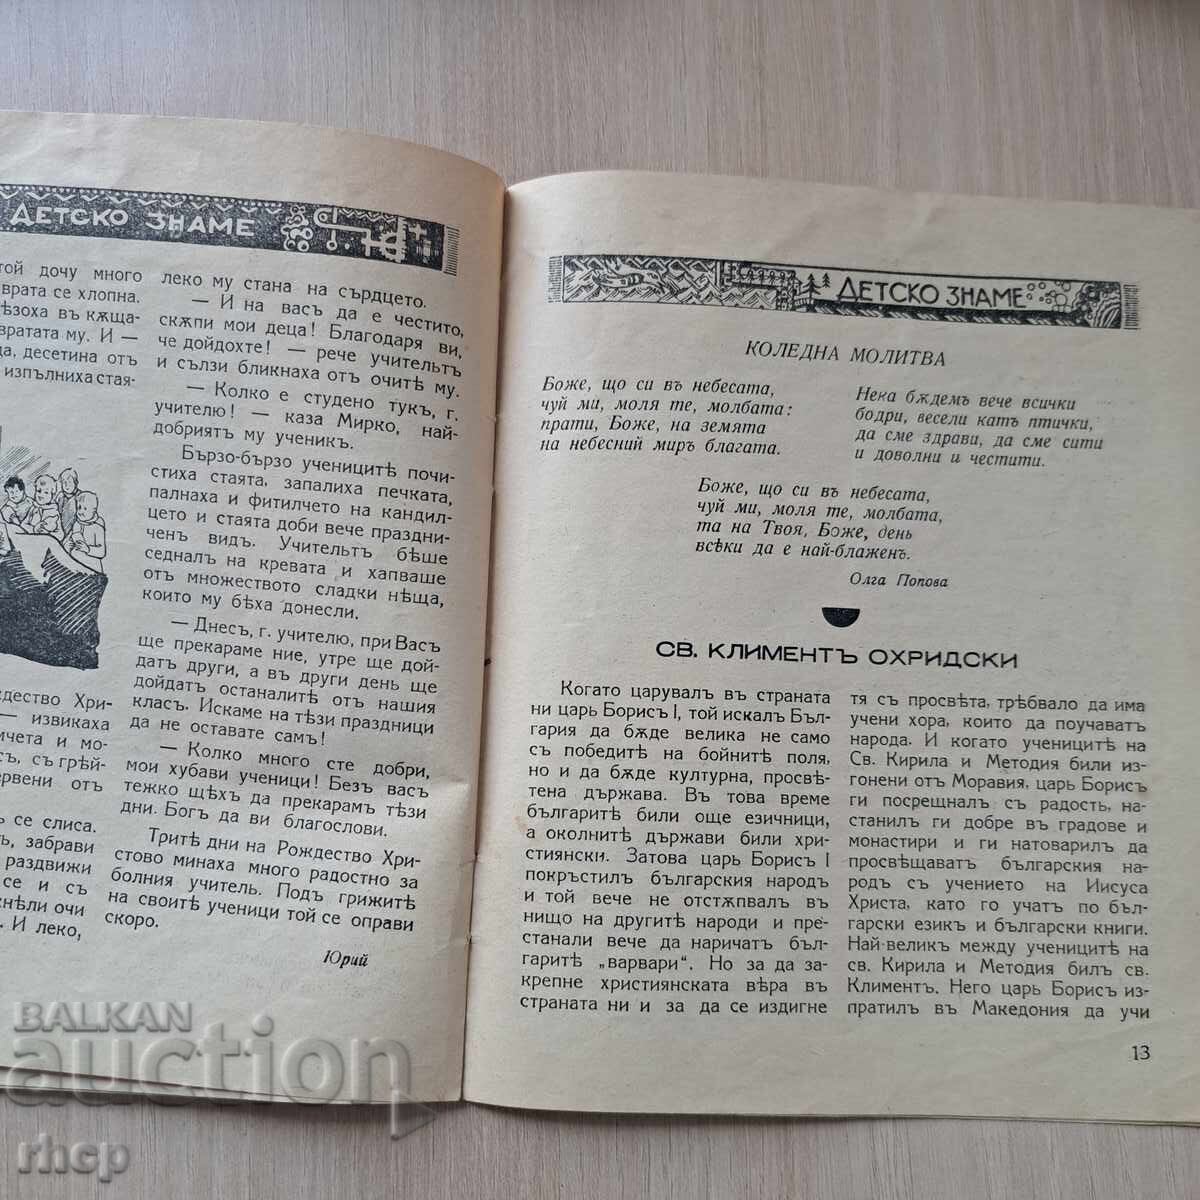 ДЕТСКО ЗНАМЕ
той дочу много
врата се хлопна.
ѣзоха въ кѫща-
вратата му. И —
да, десетина отъ
изпълниха стая-
ждество Хри-
— извикаха
мчета и мо-
съ, съ грѣй-
ервени отъ
ъ се слиса.
ть, забрави
раздвижи
се и съ
кнѣли очи
. И леко,
леко му стана на сърдцето.
— И на васъ да е честито,
скѫпи мои деца! Благодаря ви,
че дойдохте! — рече учительтъ
и сълзи бликнаха отъ очитѣ му.
— Колко е студено тукъ, г.
учителю! — каза Мирко, най-
добриятъ му ученикъ.
Бързо-бързо ученицитѣ почи-
стиха стаята, запалиха печката,
палнаха и фитилчето на кандил-
цето и стаята доби вече праздни-
ченъ видъ. Учительтъ бѣше
седналъ на кревата и хапваше
отъ множеството сладки нѣща,
които му бѣха донесли.
— Днесъ, г. учителю, при Васъ
ще прекараме ние, утре ще дой-
датъ други, а въ други день ще
дойдатъ останалитѣ отъ нашия
класъ. Искаме на тѣзи праздници
да не оставате самъ!
— Колко много сте добри,
мои хубави ученици! Безъ васъ
тежко щѣхъ да прекарамъ тѣзи
дни. Богъ да ви благослови.
Тритѣ дни на Рождество Хри-
стово минаха много радостно за
болния учитель. Подъ грижитѣ
на своитѣ ученици той се оправи
скоро.
Юрий
ДЕТСКО ЗНАМЕ
КОЛЕДНА МОЛИТВА
Боже, що си въ небесата,
чуй ми, моля те, молбата:
прати, Боже, на земята
на небесний миръ благата.
Нека бѫдемъ вече всички
бодри, весели катъ птички,
да сме здрави, да сме сити
и доволни и честити.
Боже, що си въ небесата,
чуй ми, моля те, молбата,
та на Твоя, Боже, день
всѣки да е най-блаженъ.
Олга Попова
СВ. КЛИМЕНТЪ ОХРИДСКИ
Когато царувалъ въ страната
ни царь Борисъ I, той искалъ Бъл-
гария да бѫде велика не само
съ победитѣ на бойнитѣ поля,
но и да бѫде културна, просвѣ-
тена държава. Въ това време
българитѣ били още езичници,
а околнитѣ държави били хри-
стиянски. Затова царь Борисъ I
покръстилъ българския народъ
и той вече не отстѫпвалъ въ
нищо на другитѣ народи и пре-
станали вече да наричатъ бъл-
гаритѣ „варвари“. Но за да за-
крепне християнската вѣра въ
страната ни и за да се издигне
тя съ просвѣта, трѣбвало да има
учени хора, които да поучаватъ
народа. И когато ученицитѣ на
Св. Кирила и Методия били из-
гонени отъ Моравия, царь Борисъ
ги посрещналъ съ радость, на-
станилъ ги добре въ градове и
монастири и ги натоварилъ да
просвѣщаватъ българския на-
родъ съ учението на Иисуса
Христа, като го учатъ по бъл-
гарски езикъ и български книги.
Най-великъ между ученицитѣ на
св. Кирила и Методия билъ св.
Климентъ. Него царь Борисъ из-
пратилъ въ Македония да учи
13
BALKAN
auction
rhcp